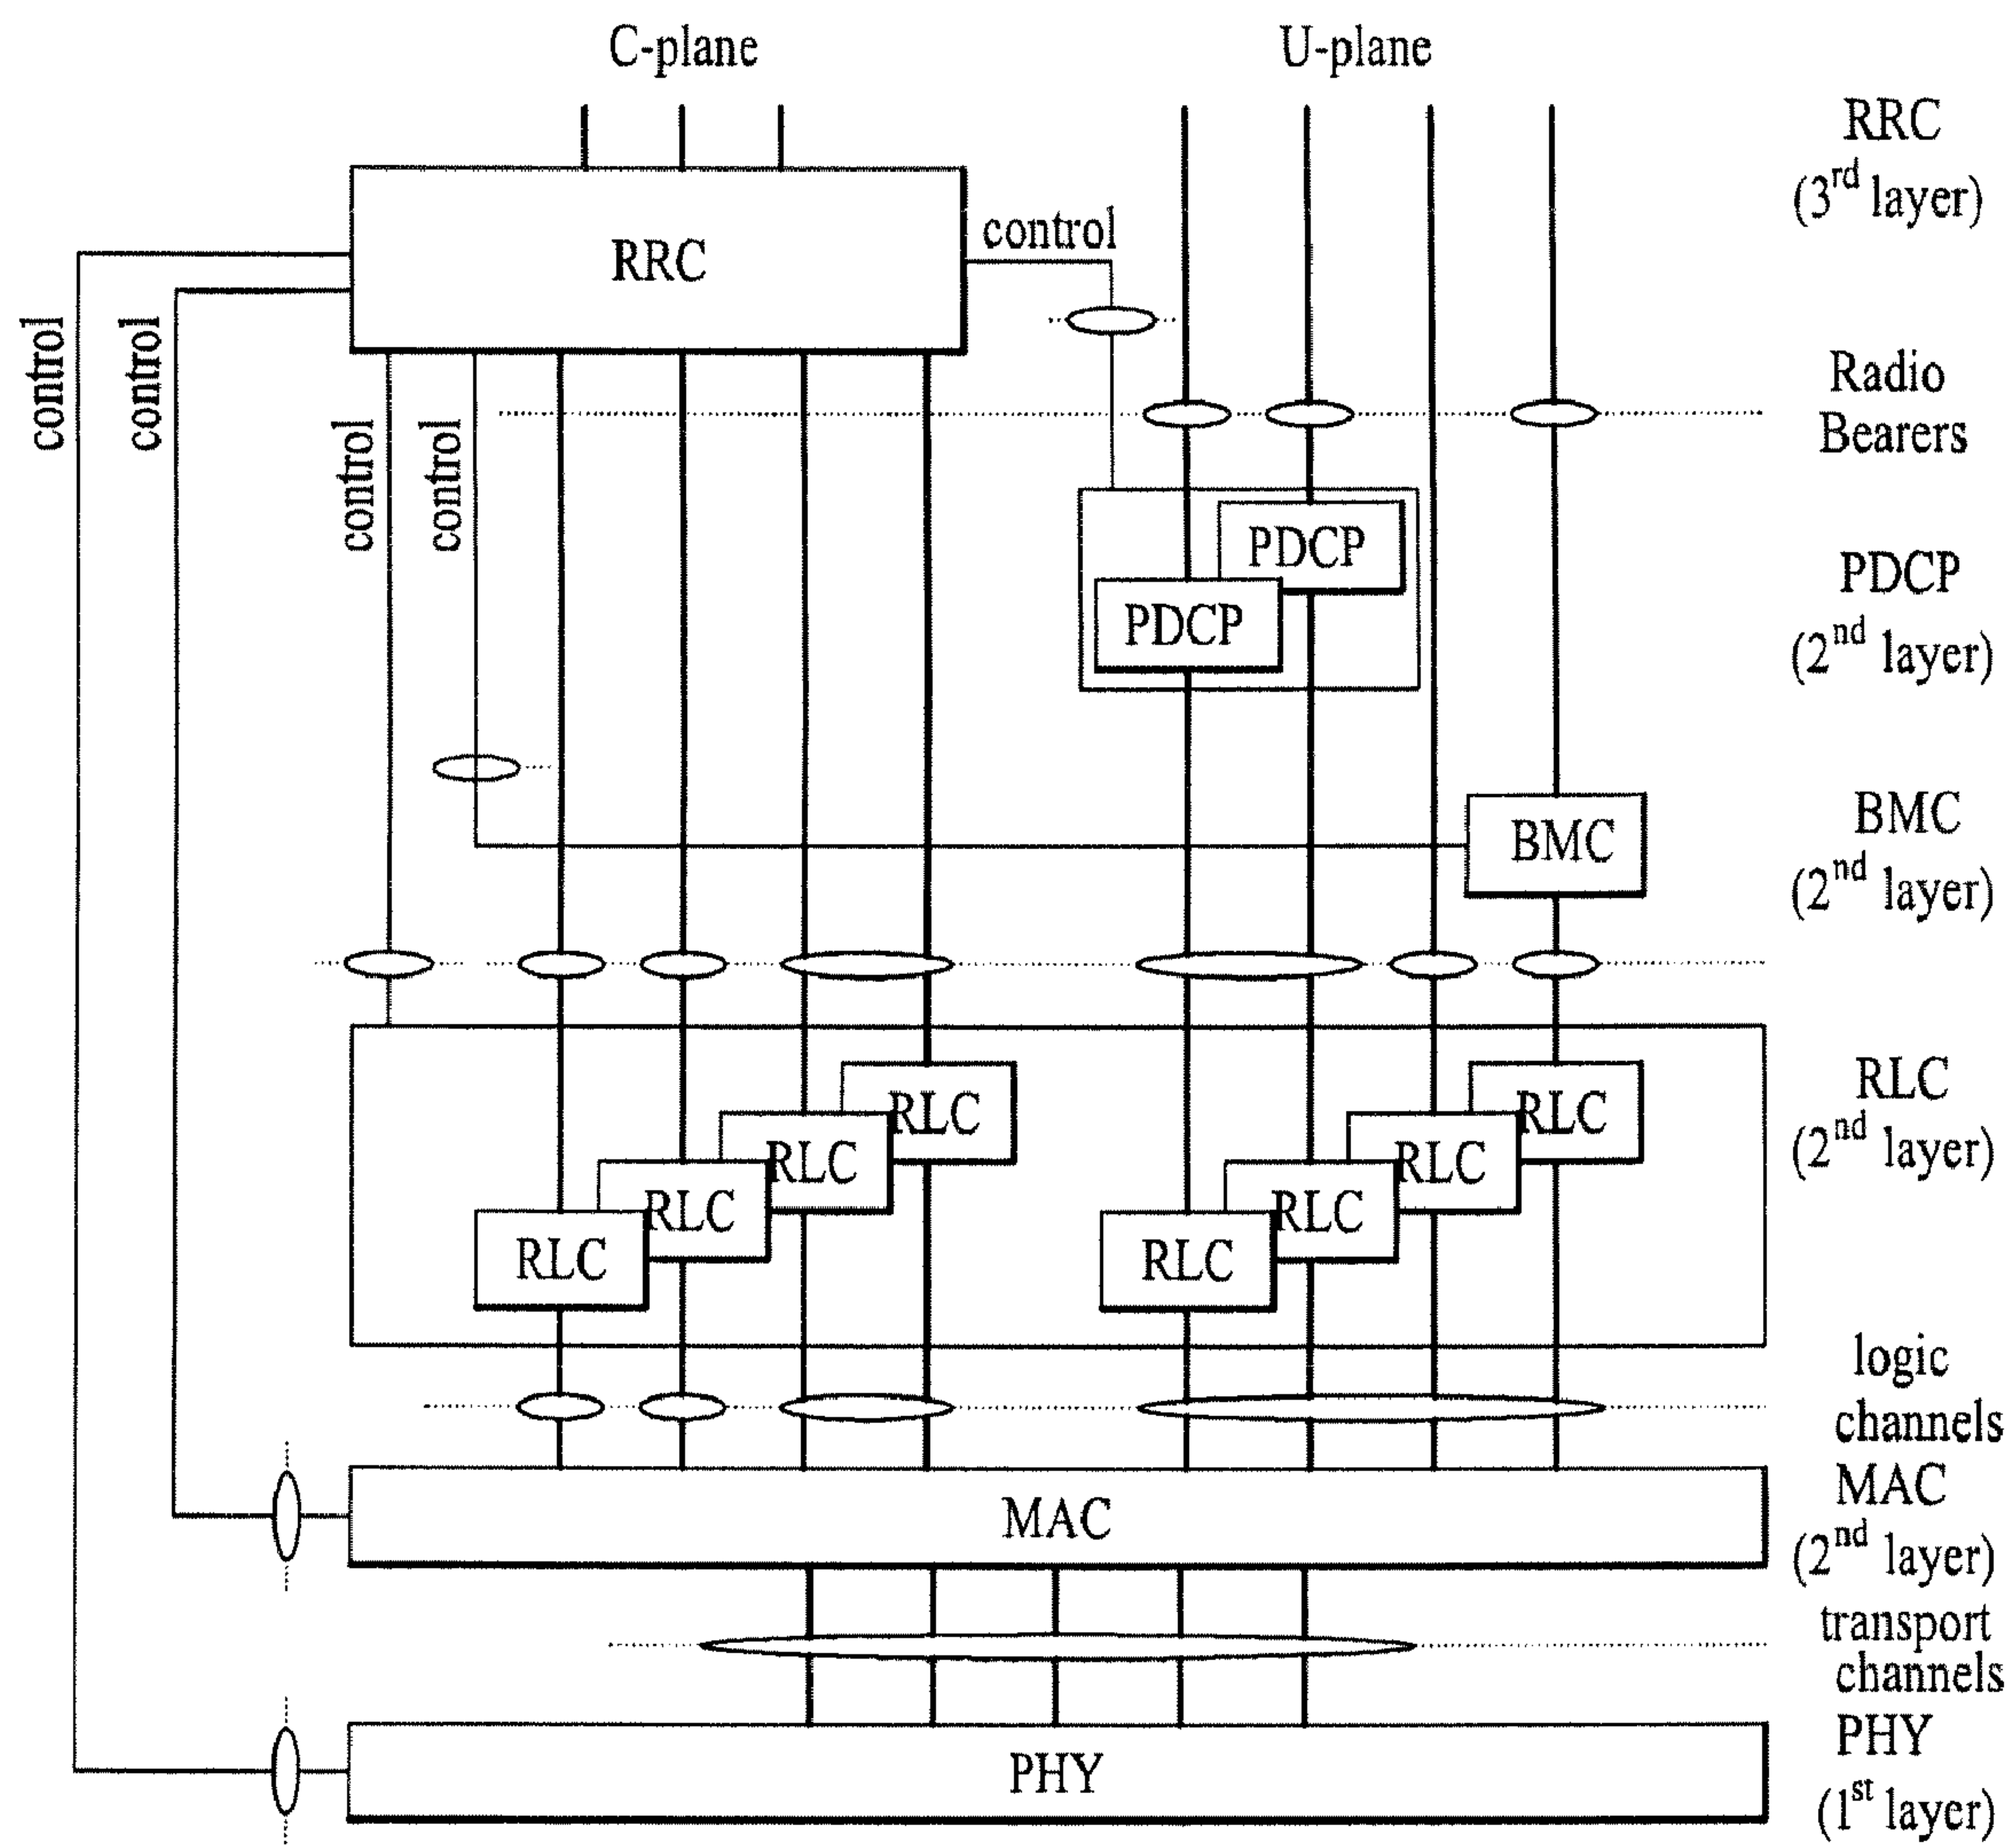 C-plane
U-plane
RRC
(3rd layer)
RRC
control
control
control
control
control
Radio
Bearers
PDCP
PDCP
PDCP
(2nd layer)
BMC
BMC
(2nd layer)
RLC
RLC
RLC
RLC
RLC
RLC
RLC
RLC
RLC
(2nd layer)
logic
channels
MAC
MAC
(2nd layer)
transport
channels
PHY
PHY
(1st layer)